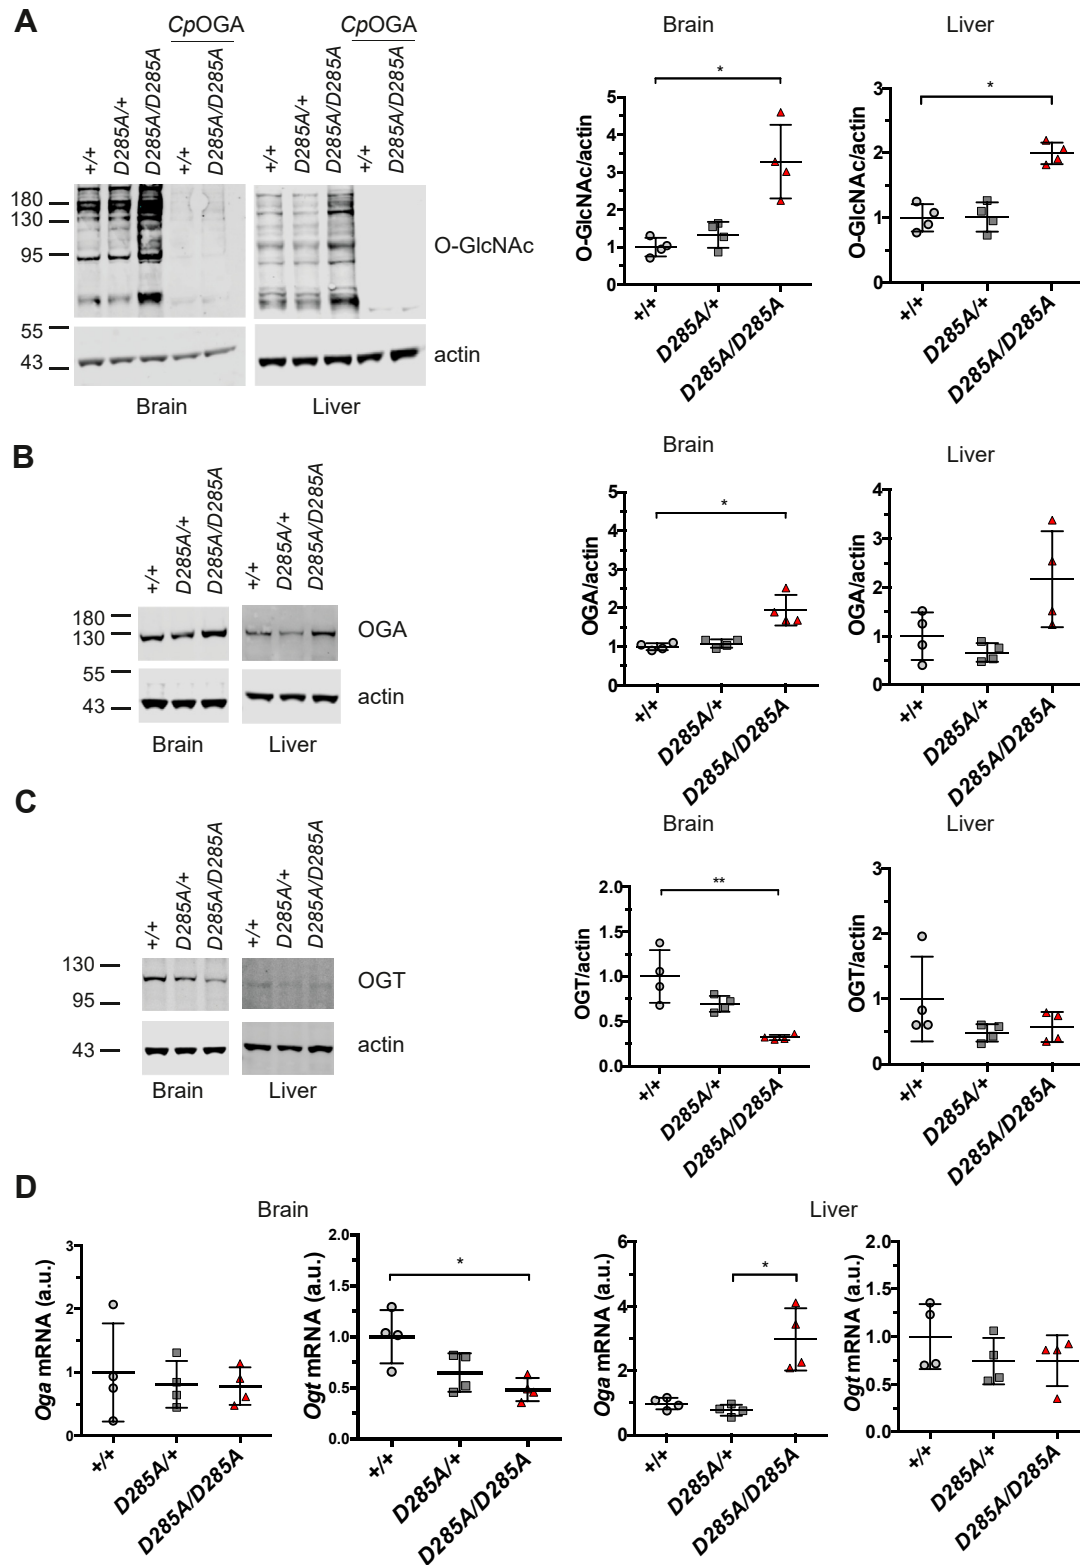 A
CpOGA CpOGA
+/+ D285A/+ D285A/D285A +/+ D285A/D285A +/+ D285A/+ D285A/D285A +/+ D285A/D285A
180
130
95
O-GlcNAc
55
43
actin
Brain Liver
Brain
*
O-GlcNAc/actin
5
4
3
2
1
0
+/+ D285A/+ D285A/D285A
Liver
*
O-GlcNAc/actin
3
2
1
0
+/+ D285A/+ D285A/D285A
B
+/+ D285A/+ D285A/D285A +/+ D285A/+ D285A/D285A
180
130
OGA
55
43
actin
Brain Liver
Brain
*
OGA/actin
5
4
3
2
1
0
+/+ D285A/+ D285A/D285A
Liver
OGA/actin
4
3
2
1
0
+/+ D285A/+ D285A/D285A
C
+/+ D285A/+ D285A/D285A +/+ D285A/+ D285A/D285A
130
95
OGT
43
actin
Brain Liver
Brain
**
OGT/actin
2.0
1.5
1.0
0.5
0.0
+/+ D285A/+ D285A/D285A
Liver
OGT/actin
3
2
1
0
+/+ D285A/+ D285A/D285A
D
Brain
Oga mRNA (a.u.)
3
2
1
0
+/+ D285A/+ D285A/D285A
*
Ogt mRNA (a.u.)
2.0
1.5
1.0
0.5
0.0
+/+ D285A/+ D285A/D285A
Liver
*
Oga mRNA (a.u.)
6
4
2
0
+/+ D285A/+ D285A/D285A
Ogt mRNA (a.u.)
2.0
1.5
1.0
0.5
0.0
+/+ D285A/+ D285A/D285A